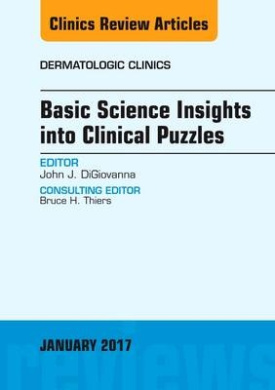 Clinics Review Articles
DERMATOLOGIC CLINICS
Basic Science Insights
into Clinical Puzzles
EDITOR
John J. DiGiovanna
CONSULTING EDITOR
Bruce H. Thiers
JANUARY 2017
reviews